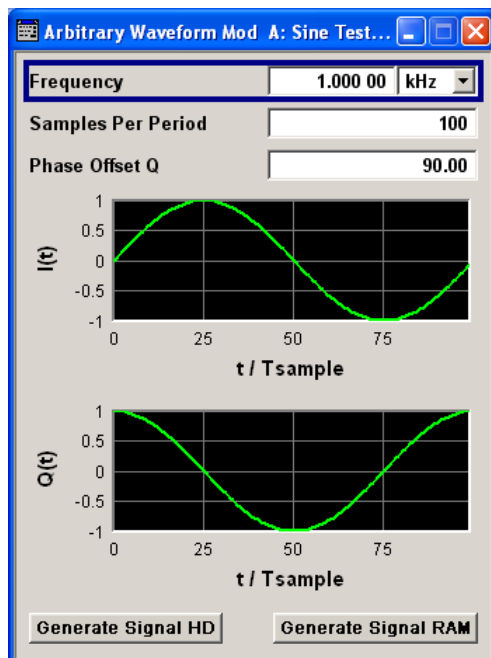 Arbitrary Waveform Mod A: Sine Test...
Frequency 1.000 00 kHz
Samples Per Period 100
Phase Offset Q 90.00
I(t)
1
0.5
0
-0.5
-1
0 25 50 75
t / Tsample
Q(t)
1
0.5
0
-0.5
-1
0 25 50 75
t / Tsample
Generate Signal HD Generate Signal RAM